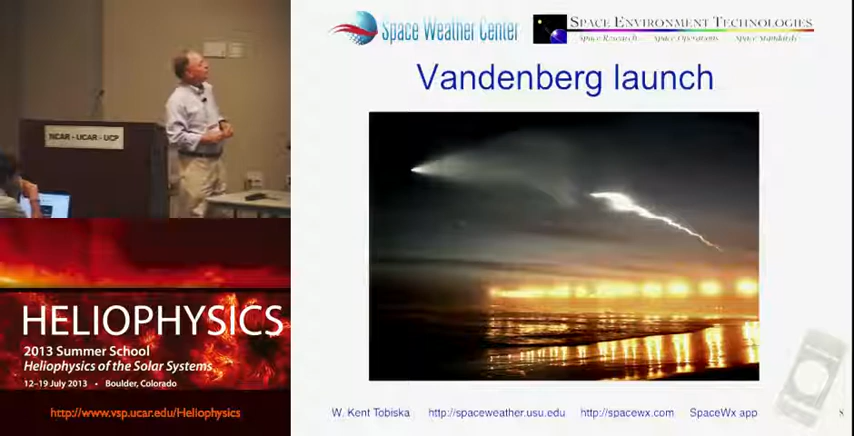 NCAR - UCAR - UCP
HELIOPHYSICS
2013 Summer School
Heliophysics of the Solar Systems
12–19 July 2013 • Boulder, Colorado
http://www.vsp.ucar.edu/Heliophysics
Space Weather Center
SPACE ENVIRONMENT TECHNOLOGIES
Space Research Space Operations Space Standards
Vandenberg launch
W. Kent Tobiska http://spaceweather.usu.edu http://spacewx.com SpaceWx app